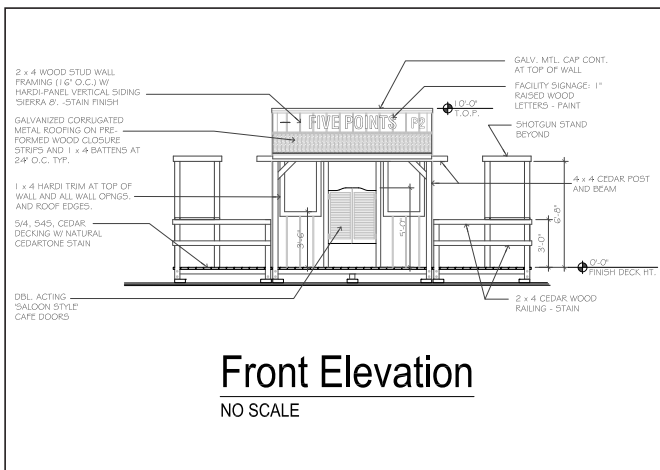 2 x 4 WOOD STUD WALL
FRAMING (16" O.C.) W/
HARDI-PANEL VERTICAL SIDING
'SIERRA 8'. -STAIN FINISH
GALVANIZED CORRUGATED
METAL ROOFING ON PRE-
FORMED WOOD CLOSURE
STRIPS AND 1 x 4 BATTENS AT
24" O.C. TYP.
1 x 4 HARDI TRIM AT TOP OF
WALL AND ALL WALL OPNGS.
AND ROOF EDGES.
5/4, S4S, CEDAR
DECKING W/ NATURAL
CEDARTONE STAIN
DBL. ACTING
'SALOON STYLE'
CAFE DOORS
FIVE POINTS
GALV. MTL. CAP CONT.
AT TOP OF WALL
FACILITY SIGNAGE: 1"
RAISED WOOD
LETTERS - PAINT
10'-0"
T.O.P.
SHOTGUN STAND
BEYOND
4 x 4 CEDAR POST
AND BEAM
3'-6"
5'-0"
3'-0"
6'-8"
0'-0"
FINISH DECK HT.
2 x 4 CEDAR WOOD
RAILING - STAIN
Front Elevation
NO SCALE